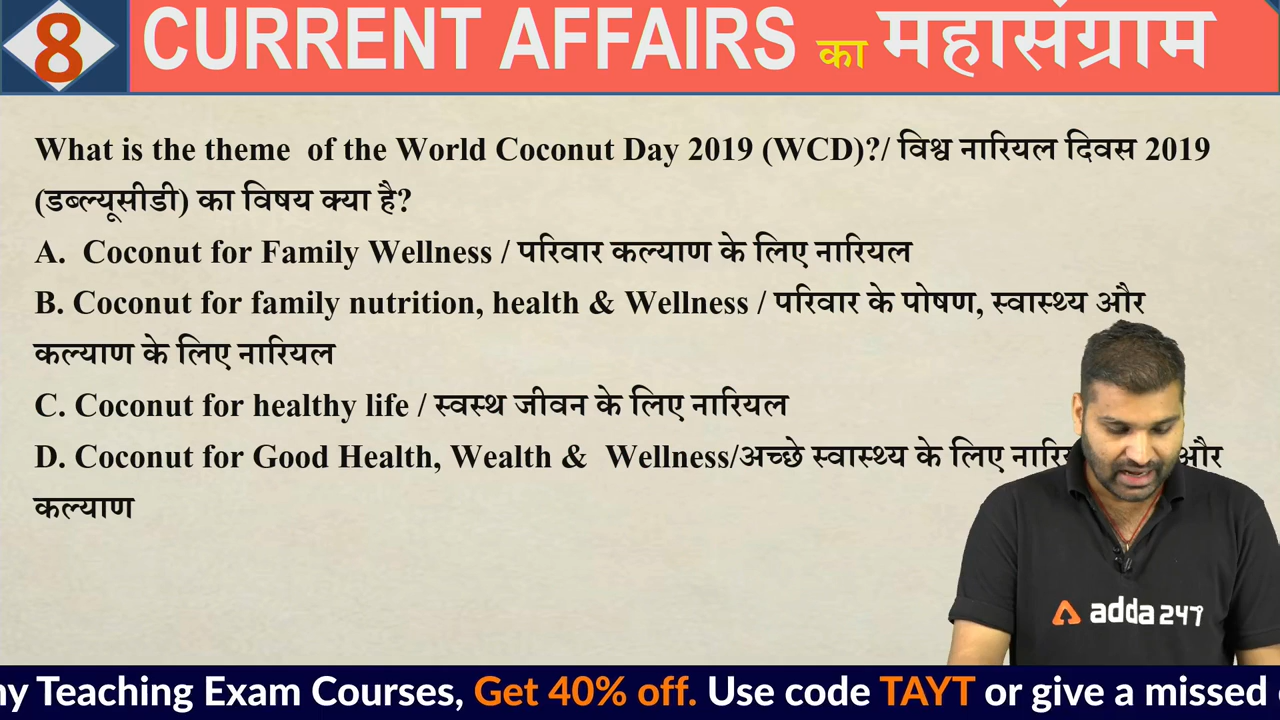 8 CURRENT AFFAIRS का महासंग्राम
What is the theme of the World Coconut Day 2019 (WCD)?/ विश्व नारियल दिवस 2019
(डब्ल्यूसीडी) का विषय क्या है?
A. Coconut for Family Wellness / परिवार कल्याण के लिए नारियल
B. Coconut for family nutrition, health & Wellness / परिवार के पोषण, स्वास्थ्य और
कल्याण के लिए नारियल
C. Coconut for healthy life / स्वस्थ जीवन के लिए नारियल
D. Coconut for Good Health, Wealth & Wellness/अच्छे स्वास्थ्य के लिए और
कल्याण
adda 247
Teaching Exam Courses, Get 40% off. Use code TAYT or give a missed